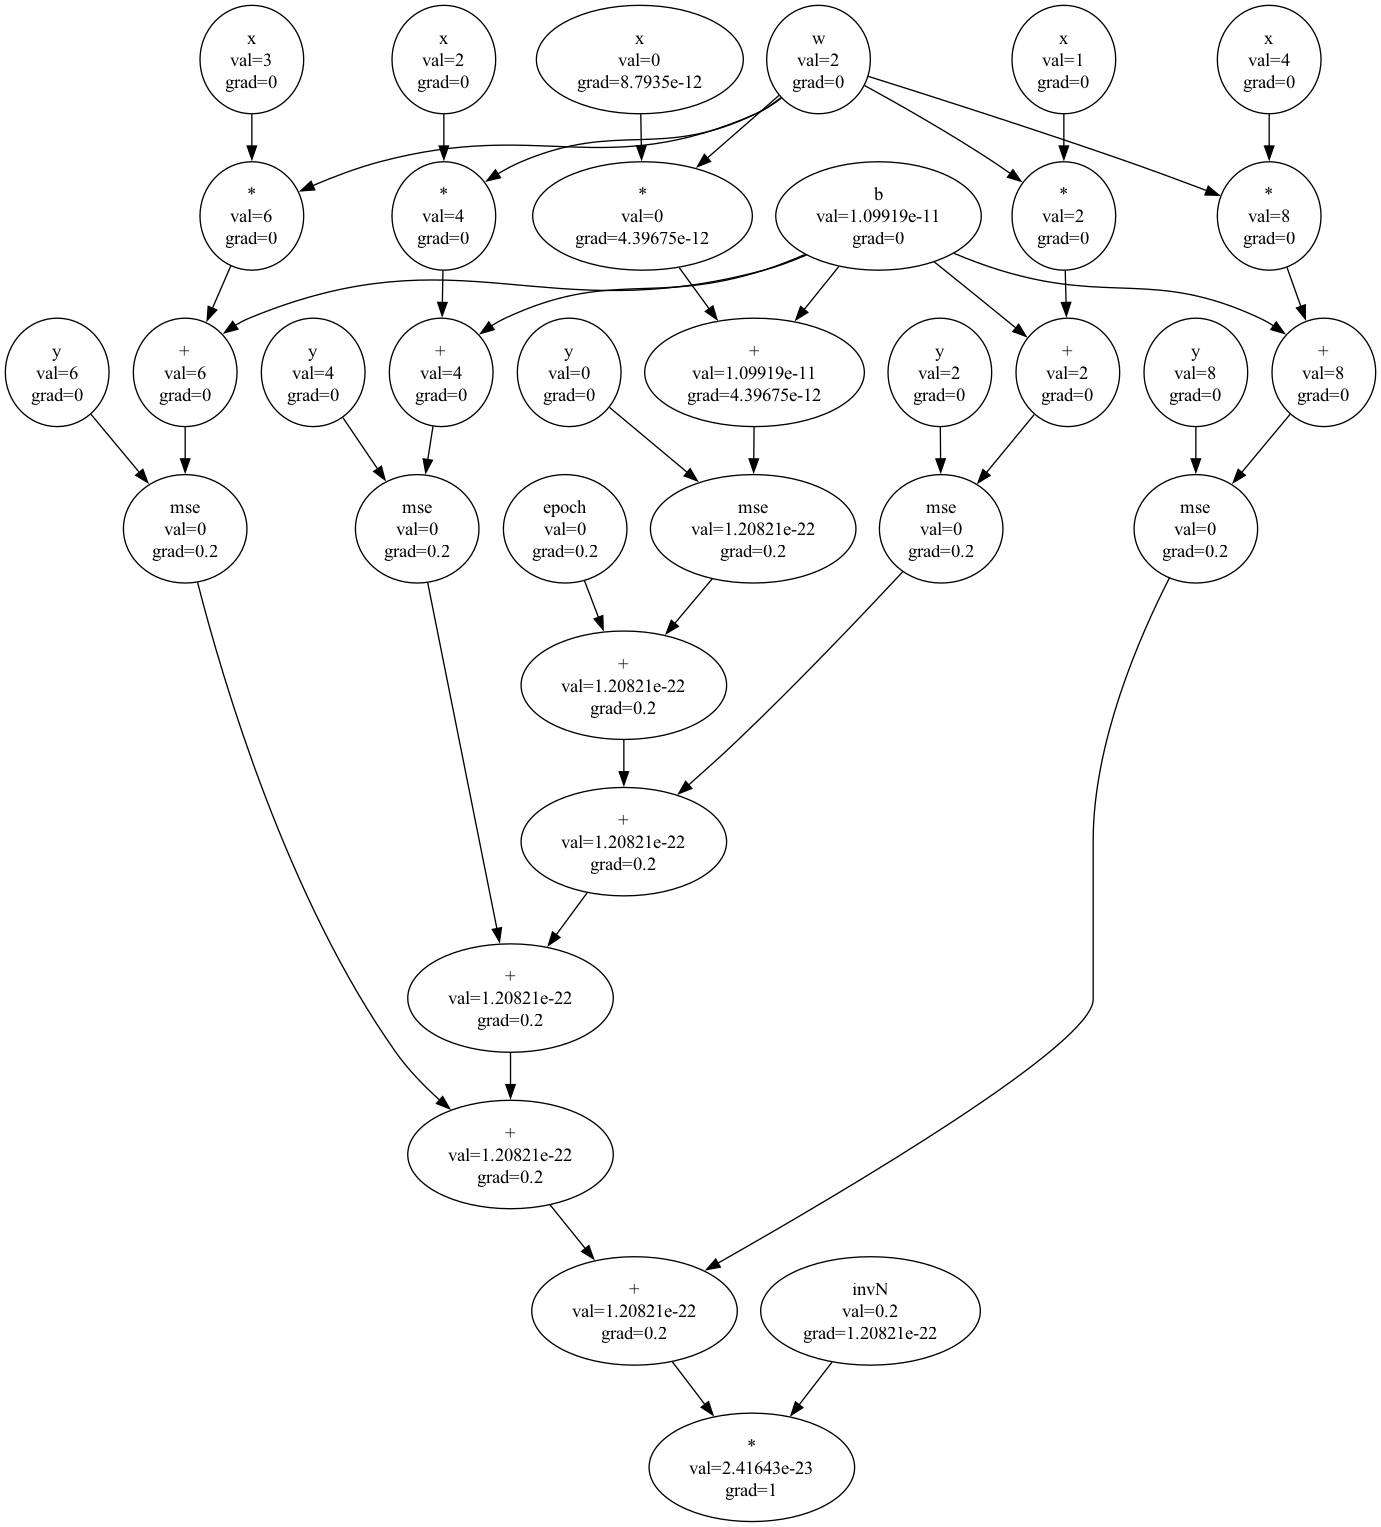 x
val=3
grad=0
x
val=2
grad=0
x
val=0
grad=8.7935e-12
w
val=2
grad=0
x
val=1
grad=0
x
val=4
grad=0
*
val=6
grad=0
*
val=4
grad=0
*
val=0
grad=4.39675e-12
b
val=1.09919e-11
grad=0
*
val=2
grad=0
*
val=8
grad=0
y
val=6
grad=0
+
val=6
grad=0
y
val=4
grad=0
+
val=4
grad=0
y
val=0
grad=0
+
val=1.09919e-11
grad=4.39675e-12
y
val=2
grad=0
+
val=2
grad=0
y
val=8
grad=0
+
val=8
grad=0
mse
val=0
grad=0.2
mse
val=0
grad=0.2
epoch
val=0
grad=0.2
mse
val=1.20821e-22
grad=0.2
mse
val=0
grad=0.2
mse
val=0
grad=0.2
+
val=1.20821e-22
grad=0.2
+
val=1.20821e-22
grad=0.2
+
val=1.20821e-22
grad=0.2
+
val=1.20821e-22
grad=0.2
+
val=1.20821e-22
grad=0.2
invN
val=0.2
grad=1.20821e-22
*
val=2.41643e-23
grad=1